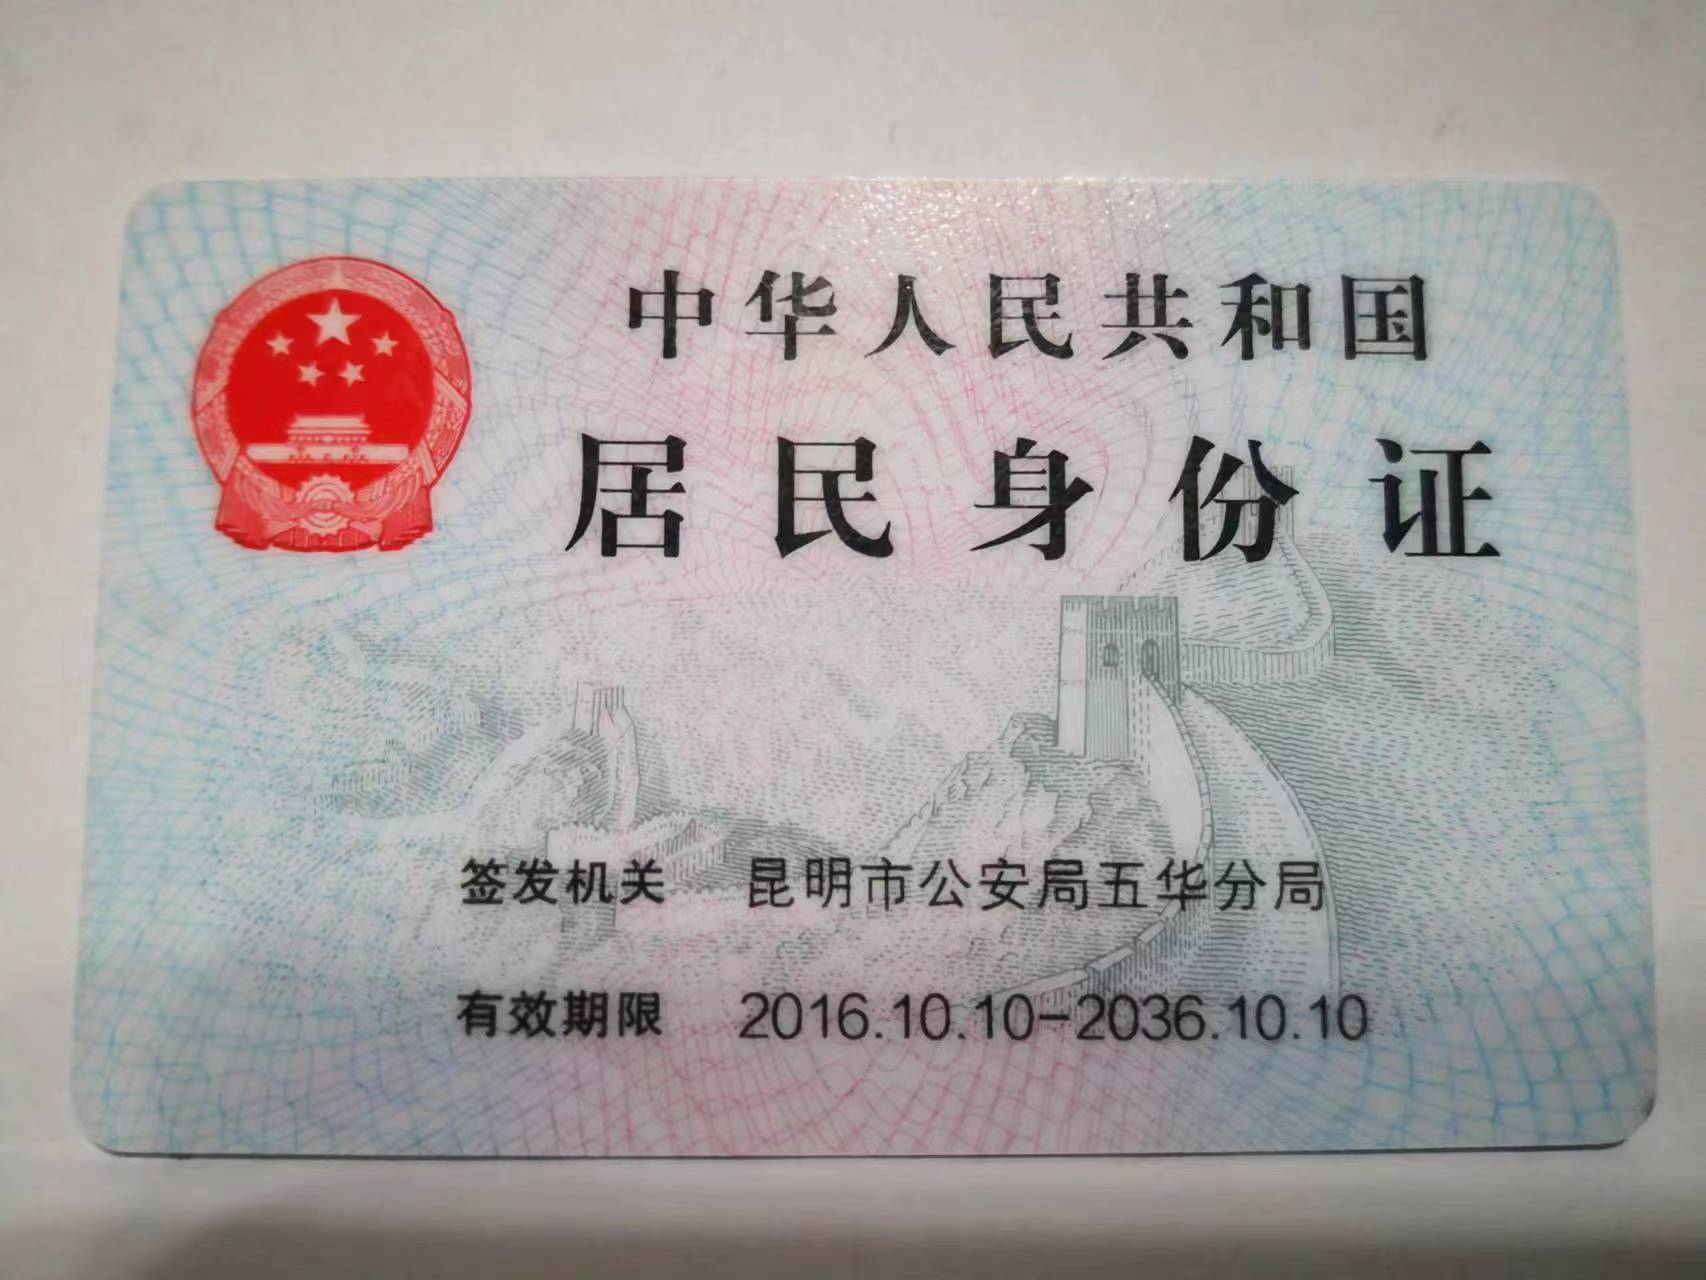 中华人民共和国
居民身份证
签发机关 昆明市公安局五华分局
有效期限 2016.10.10-2036.10.10